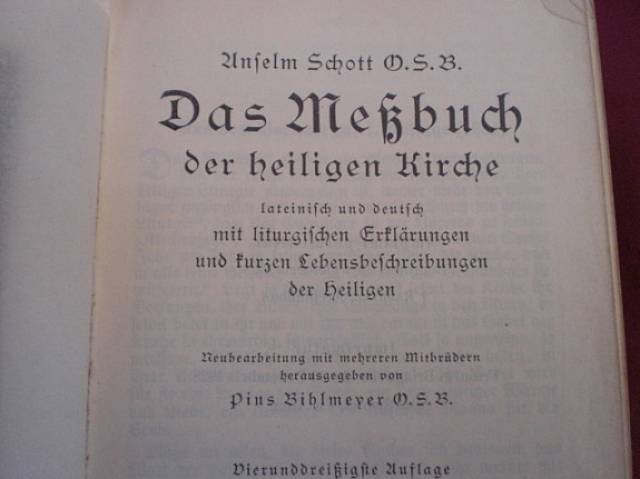 Anselm Schott O.S.B.
Das Meßbuch
der heiligen Kirche
lateinisch und deutsch
mit liturgischen Erklärungen
und kurzen Lebensbeschreibungen
der Heiligen
Neubearbeitung mit mehreren Mitbrüdern
herausgegeben von
Pius Bihlmeyer O.S.B.
Vierunddreißigste Auflage